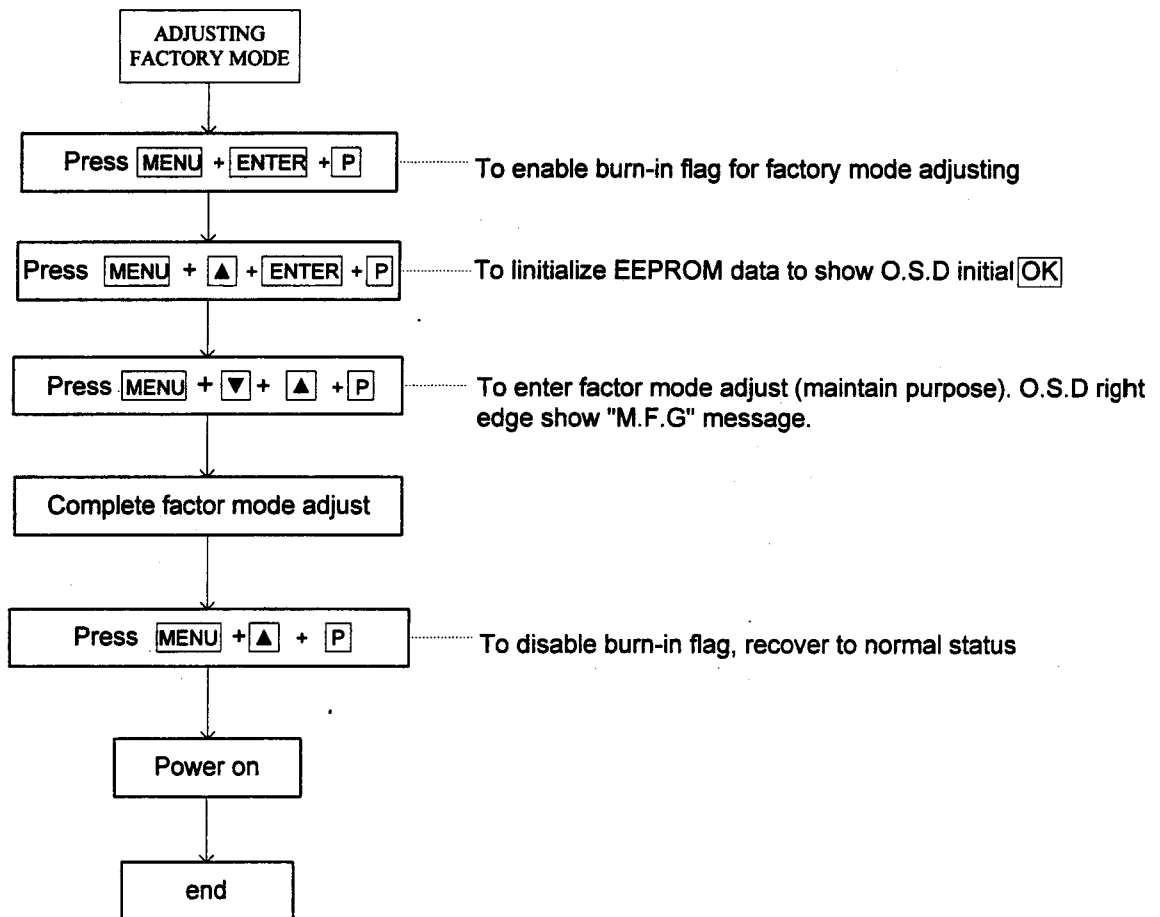 ADJUSTING
FACTORY MODE
Press MENU + ENTER + P
To enable burn-in flag for factory mode adjusting
Press MENU + ▲ + ENTER + P
To Iinitialize EEPROM data to show O.S.D initial OK
Press MENU + ▼ + ▲ + P
To enter factor mode adjust (maintain purpose). O.S.D right
edge show "M.F.G" message.
Complete factor mode adjust
Press MENU + ▲ + P
To disable burn-in flag, recover to normal status
Power on
end